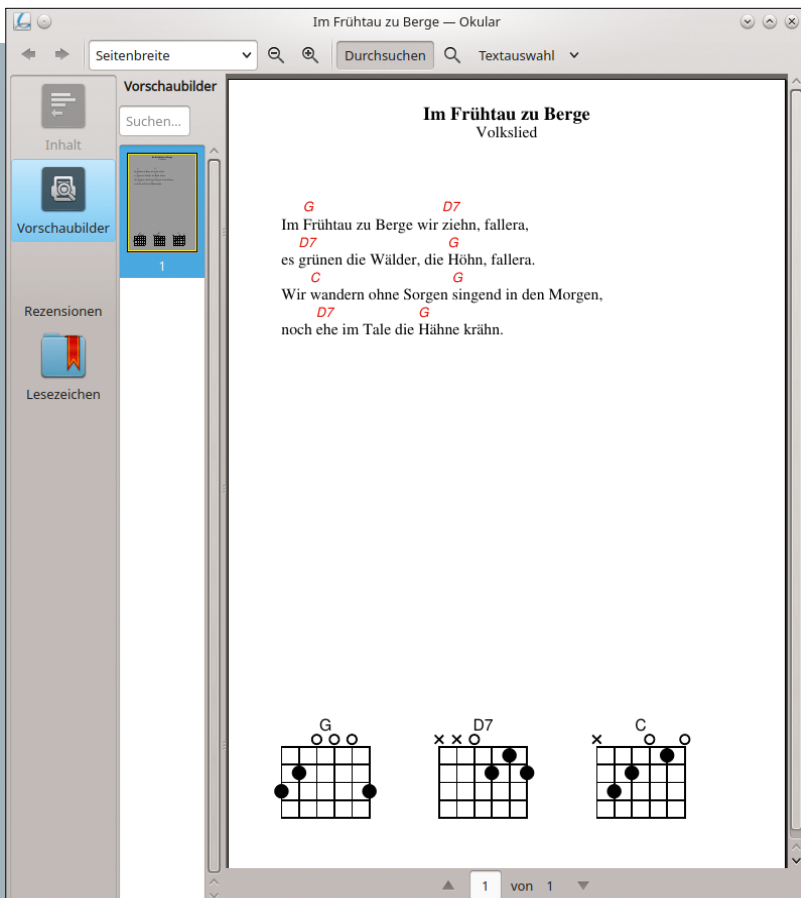 Im Frühtau zu Berge — Okular
Seitenbreite
Durchsuchen
Textauswahl
Inhalt
Vorschaubilder
Rezensionen
Lesezeichen
Vorschaubilder
Suchen...
1
Im Frühtau zu Berge
Volkslied
G D7
Im Frühtau zu Berge wir ziehn, fallera,
D7 G
es grünen die Wälder, die Höhn, fallera.
C G
Wir wandern ohne Sorgen singend in den Morgen,
D7 G
noch ehe im Tale die Hähne krähn.
G D7 C
1 von 1